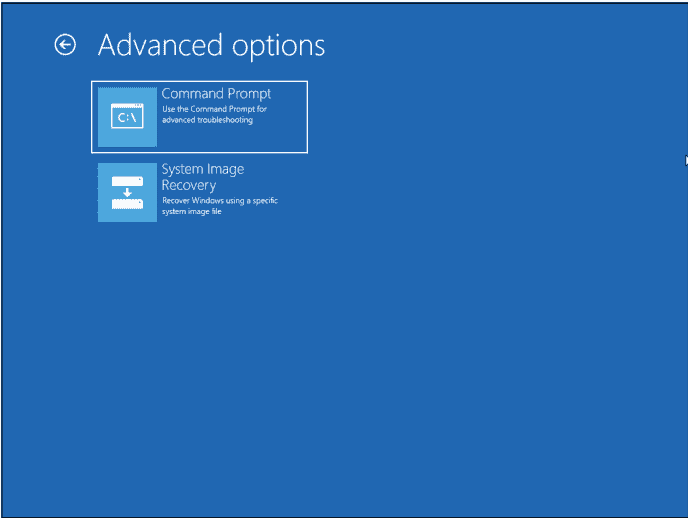 Advanced options
Command Prompt
Use the Command Prompt for
advanced troubleshooting
C:\
System Image
Recovery
Recover Windows using a specific
system image file